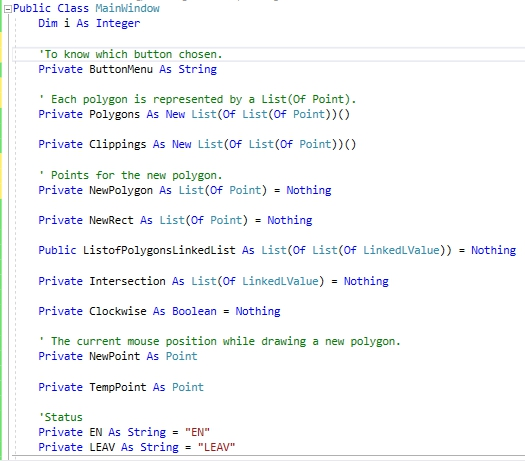 Public Class MainWindow
Dim i As Integer
'To know which button chosen.
Private ButtonMenu As String
' Each polygon is represented by a List(Of Point).
Private Polygons As New List(Of List(Of Point))()
Private Clippings As New List(Of List(Of Point))()
' Points for the new polygon.
Private NewPolygon As List(Of Point) = Nothing
Private NewRect As List(Of Point) = Nothing
Public ListofPolygonsLinkedList As List(Of List(Of LinkedLValue)) = Nothing
Private Intersection As List(Of LinkedLValue) = Nothing
Private Clockwise As Boolean = Nothing
' The current mouse position while drawing a new polygon.
Private NewPoint As Point
Private TempPoint As Point
'Status
Private EN As String = "EN"
Private LEAV As String = "LEAV"